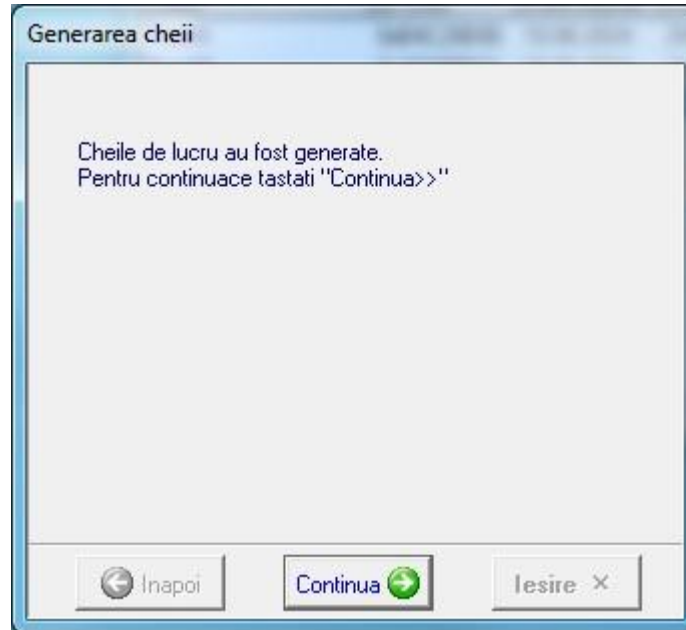 Generarea cheii
Cheile de lucru au fost generate.
Pentru continuace tastati "Continua>>"
Inapoi
Continua
Iesire